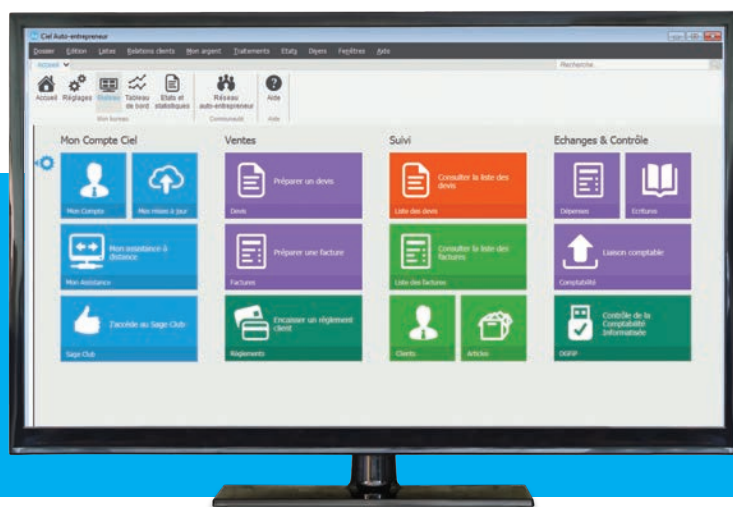 Ciel Auto-entrepreneur
Dossier Edition Listes Relations clients Mon argent Traitements Etats Divers Fenêtres Aide
Accueil
Recherche
Accueil Réglages Bureau Tableau de bord Etats et statistiques Réseau auto-entrepreneur Aide
Mon bureau Communauté Aide
Mon Compte Ciel
Mon Compte
Mes mises à jour
Mon assistance à
distance
Mon Assistance
J'accède au Sage Club
Sage Club
Ventes
Préparer un devis
Devis
Préparer une facture
Factures
Encaisser un règlement
client
Règlements
Suivi
Consulter la liste des
devis
Liste des devis
Consulter la liste des
factures
Liste des factures
Clients
Articles
Echanges & Contrôle
Dépenses
Ecritures
Liaison comptable
Comptabilité
Contrôle de la
Comptabilité
Informatisée
DGFiP